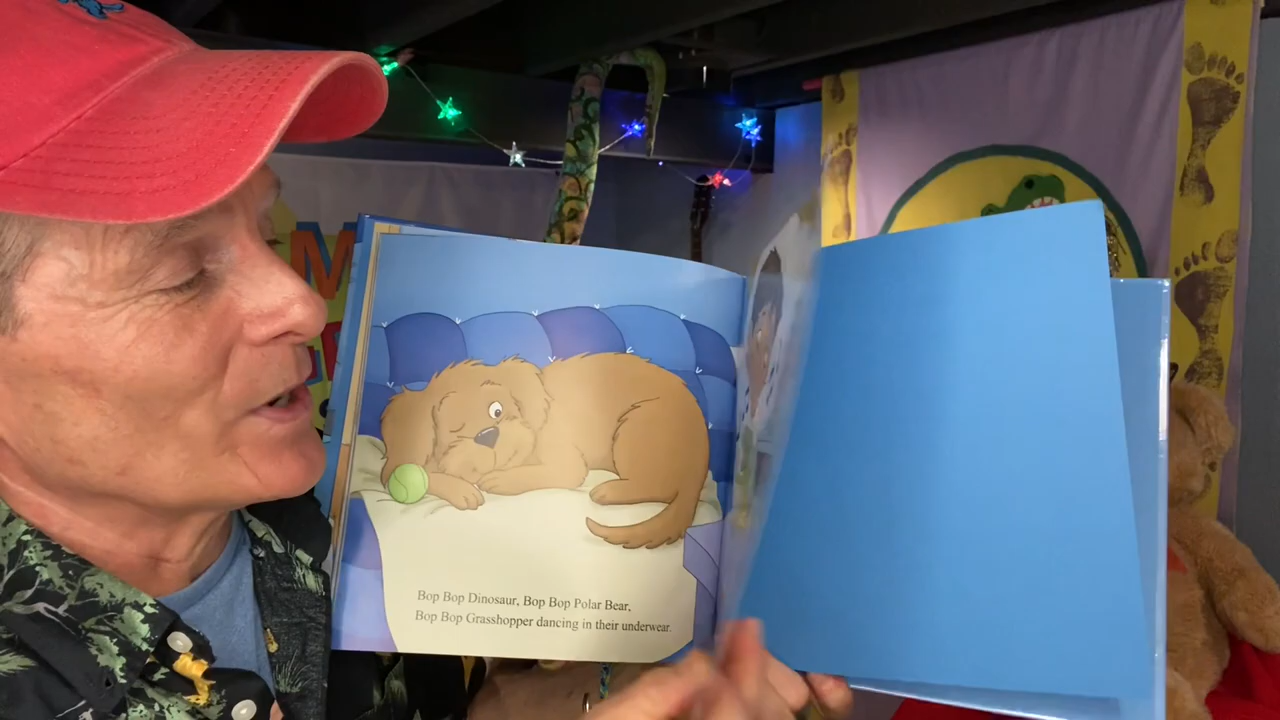 M
Bop Bop Dinosaur, Bop Bop Polar Bear,
Bop Bop Grasshopper dancing in their underwear.